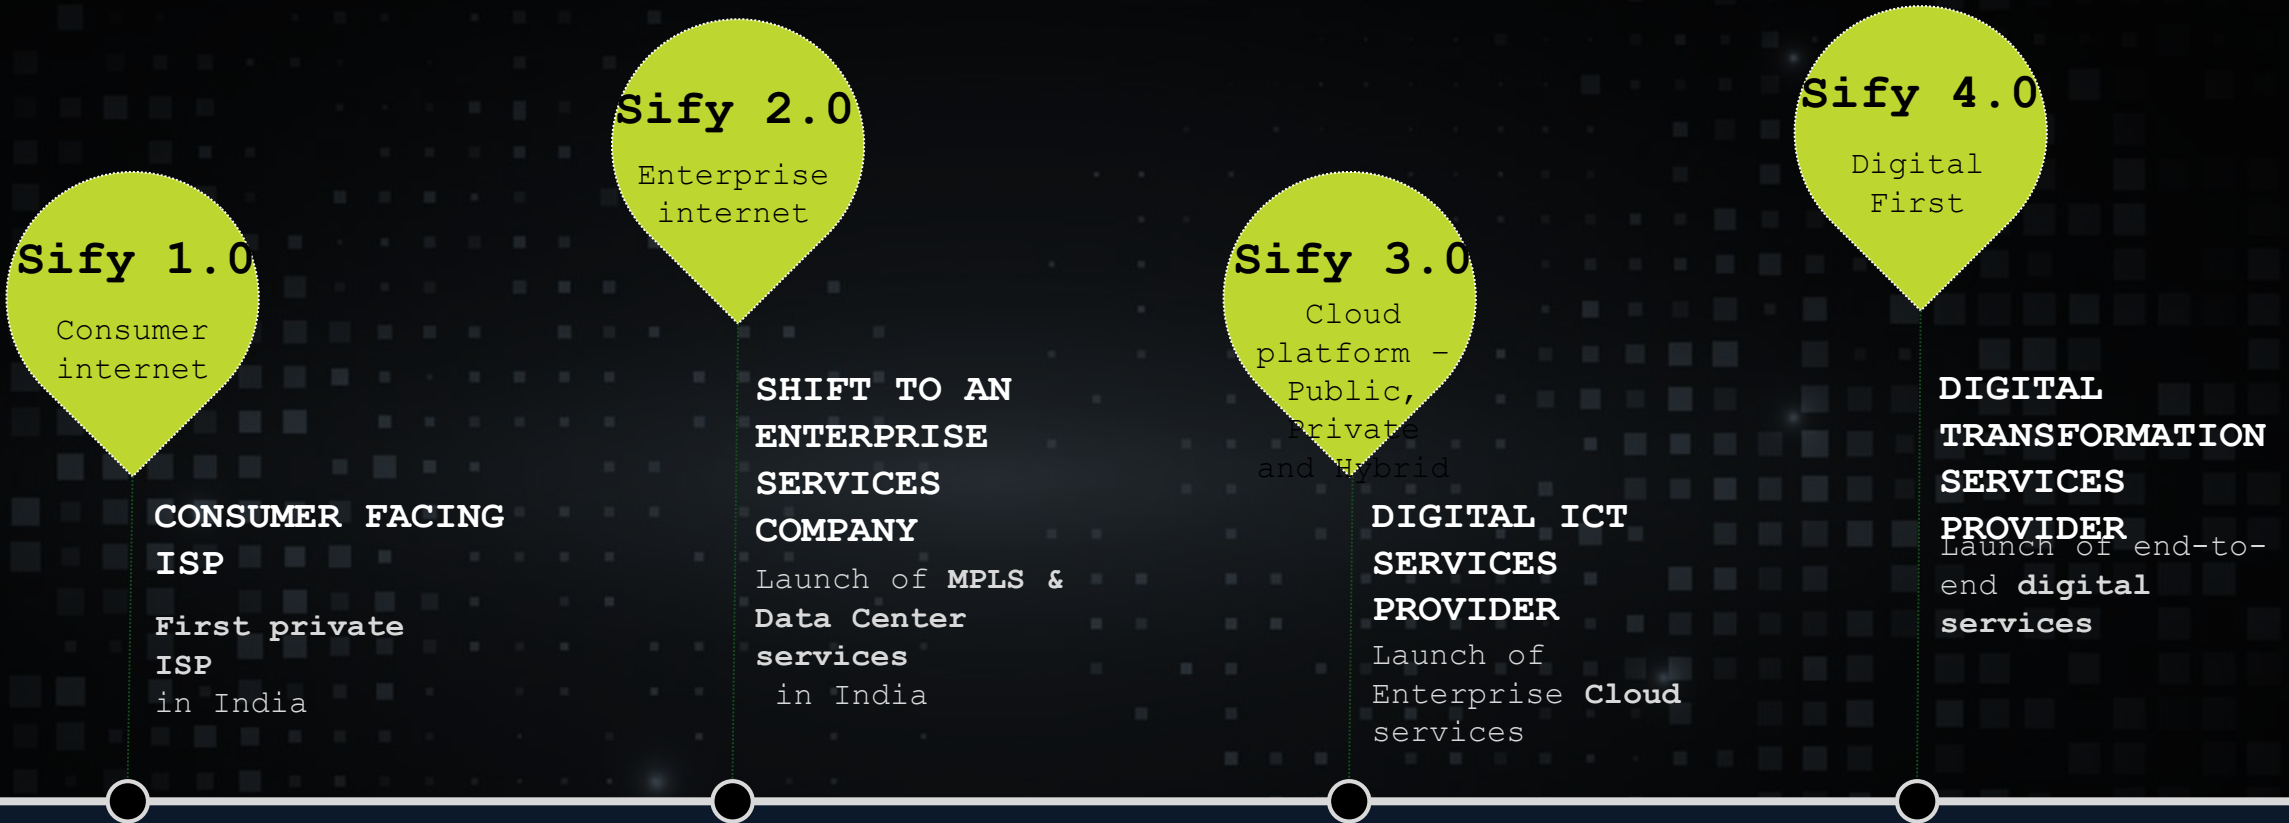 Sify 1.0
Consumer
internet
CONSUMER FACING
ISP
First private
ISP
in India
Sify 2.0
Enterprise
internet
SHIFT TO AN
ENTERPRISE
SERVICES
COMPANY
Launch of MPLS &
Data Center
services
in India
Sify 3.0
Cloud
platform –
Public,
Private
and Hybrid
DIGITAL ICT
SERVICES
PROVIDER
Launch of
Enterprise Cloud
services
Sify 4.0
Digital
First
DIGITAL
TRANSFORMATION
SERVICES
PROVIDER
Launch of end-to-
end digital
services